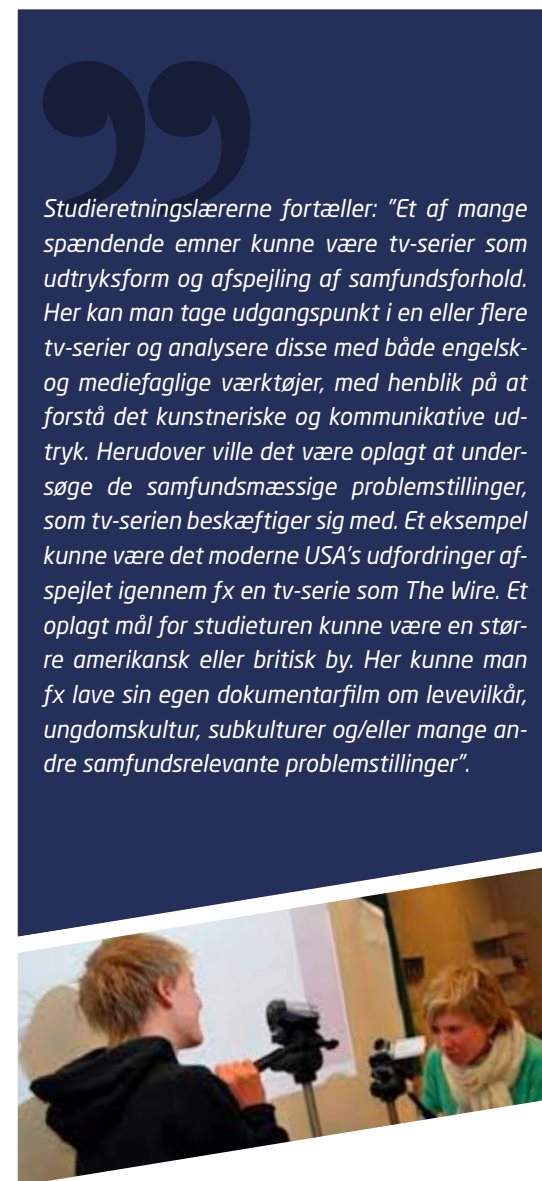 Studieretningslærerne fortæller: ”Et af mange
spændende emner kunne være tv-serier som
udtryksform og afspejling af samfundsforhold.
Her kan man tage udgangspunkt i en eller flere
tv-serier og analysere disse med både engelsk-
og mediefaglige værktøjer, med henblik på at
forstå det kunstneriske og kommunikative ud-
tryk. Herudover ville det være oplagt at under-
søge de samfundsmæssige problemstillinger,
som tv-serien beskæftiger sig med. Et eksempel
kunne være det moderne USA’s udfordringer af-
spejlet igennem fx en tv-serie som The Wire. Et
oplagt mål for studieturen kunne være en stør-
re amerikansk eller britisk by. Her kunne man
fx lave sin egen dokumentarfilm om levevilkår,
ungdomskultur, subkulturer og/eller mange an-
dre samfundsrelevante problemstillinger”.